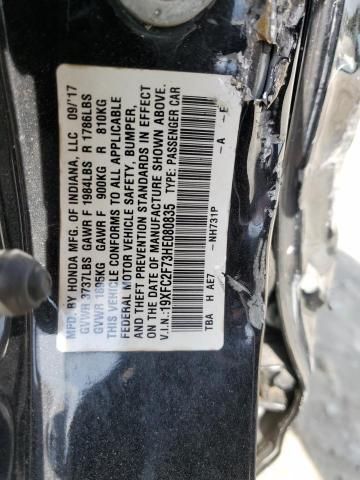 MFD. BY HONDA MFG. OF INDIANA, LLC 09/'17
GVWR 3737LBS GAWR F 1984LBS R 1786LBS
GVWR 1695KG GAWR F 900KG R 810KG
THIS VEHICLE CONFORMS TO ALL APPLICABLE
FEDERAL MOTOR VEHICLE SAFETY, BUMPER,
AND THEFT PREVENTION STANDARDS IN EFFECT
ON THE DATE OF MANUFACTURE SHOWN ABOVE.
V.I.N.:19XFC2F73HE080835 TYPE: PASSENGER CAR
TBA H AE7 NH731P - A - E